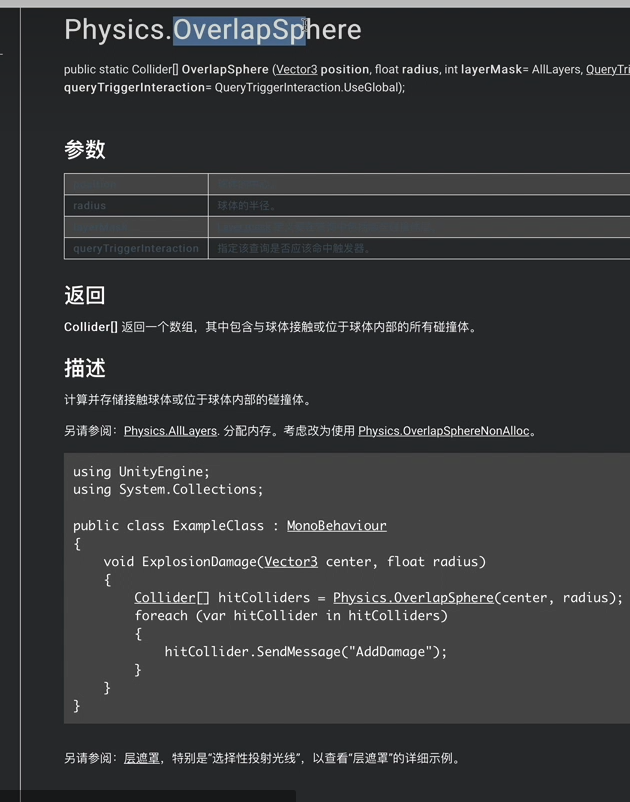 Physics.OverlapSphere
public static Collider[] OverlapSphere (Vector3 position, float radius, int layerMask= AllLayers, QueryTri
queryTriggerInteraction= QueryTriggerInteraction.UseGlobal);
参数
radius 球体的半径。
queryTriggerInteraction 指定该查询是否应该命中触发器。
返回
Collider[] 返回一个数组，其中包含与球体接触或位于球体内部的所有碰撞体。
描述
计算并存储接触球体或位于球体内部的碰撞体。
另请参阅：Physics.AllLayers. 分配内存。考虑改为使用 Physics.OverlapSphereNonAlloc。
using UnityEngine;
using System.Collections;
public class ExampleClass : MonoBehaviour
{
void ExplosionDamage(Vector3 center, float radius)
{
Collider[] hitColliders = Physics.OverlapSphere(center, radius);
foreach (var hitCollider in hitColliders)
{
hitCollider.SendMessage("AddDamage");
}
}
}
另请参阅：层遮罩，特别是“选择性投射光线”，以查看“层遮罩”的详细示例。